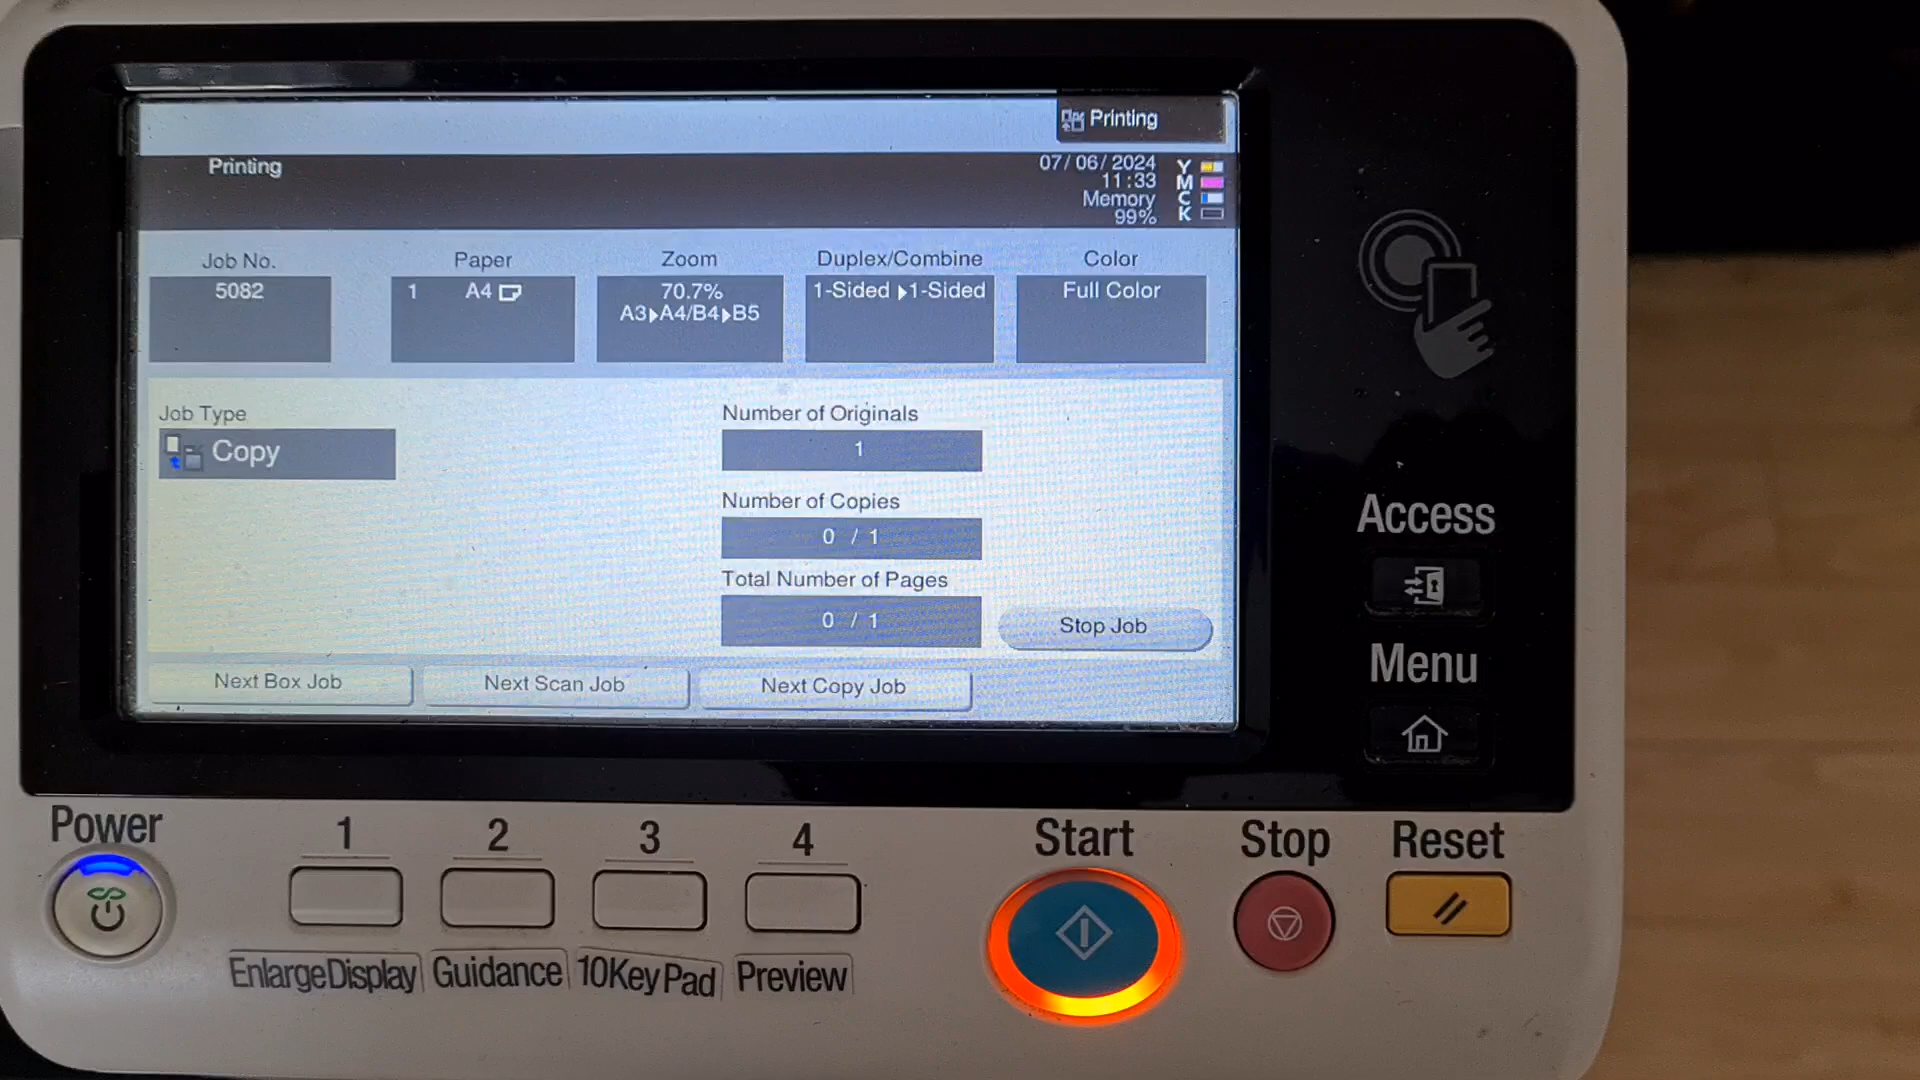 Printing
Printing
07/06/2024
11:33
Memory
99%
Y
M
C
K
Job No.
5082
Paper
1 A4
Zoom
70.7%
A3▶A4/B4▶B5
Duplex/Combine
1-Sided ▶1-Sided
Color
Full Color
Job Type
Copy
Number of Originals
1
Number of Copies
0 / 1
Total Number of Pages
0 / 1
Stop Job
Next Box Job
Next Scan Job
Next Copy Job
Access
Menu
Power
1
2
3
4
Start
Stop
Reset
EnlargeDisplay
Guidance
10KeyPad
Preview